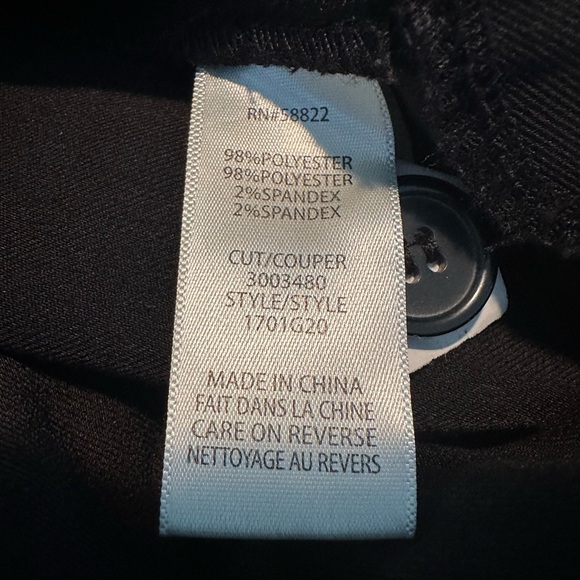 RN#58822
98%POLYESTER
98%POLYESTER
2%SPANDEX
2%SPANDEX
CUT/COUPER
3003480
STYLE/STYLE
1701G20
MADE IN CHINA
FAIT DANS LA CHINE
CARE ON REVERSE
NETTOYAGE AU REVERS